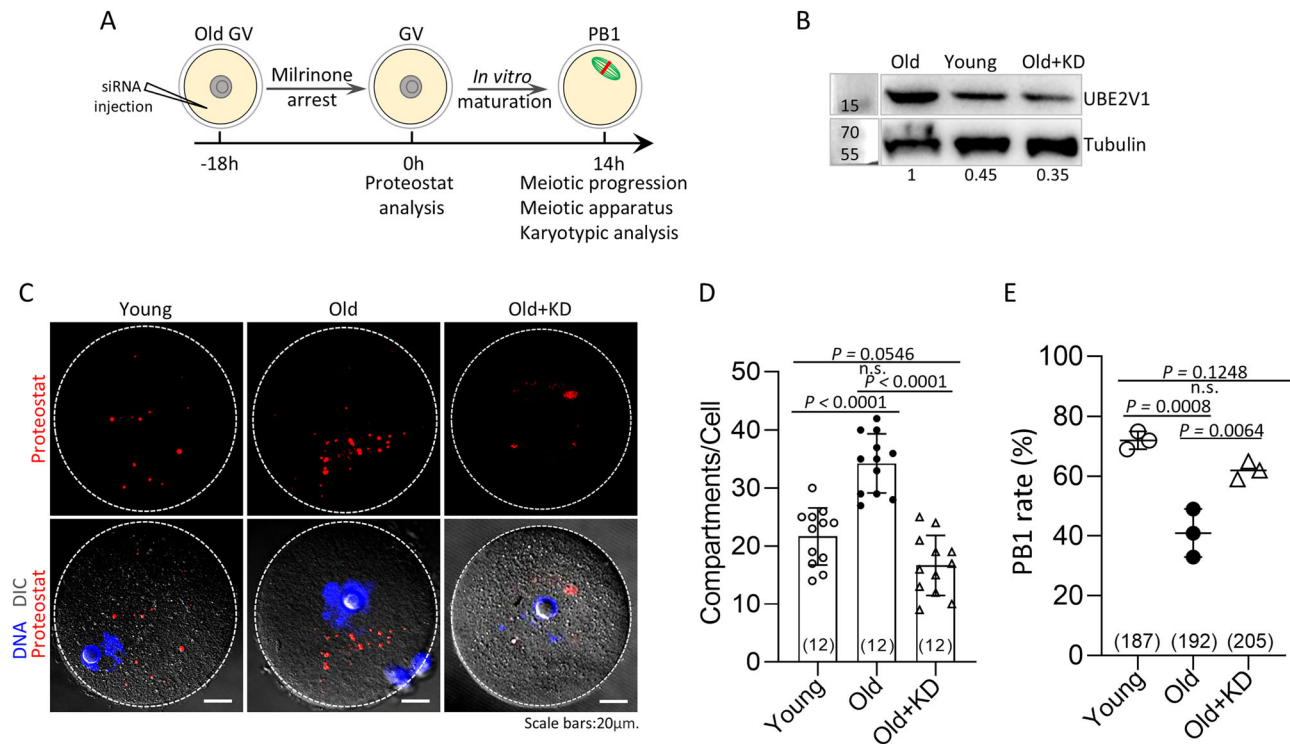 A
Old GV
GV
PB1
siRNA
injection
Milrinone
arrest
In vitro
maturation
-18h
0h
14h
Proteostat
analysis
Meiotic progression
Meiotic apparatus
Karyotypic analysis
B
Old Young Old+KD
15
UBE2V1
70
55
Tubulin
1 0.45 0.35
C
Young Old Old+KD
Proteostat
DNA DIC
Proteostat
Scale bars:20μm.
D
Compartments/Cell
50
40
30
20
10
0
P = 0.0546
n.s.
P < 0.0001
P < 0.0001
(12) (12) (12)
Young Old Old+KD
E
PB1 rate (%)
100
80
60
40
20
0
P = 0.1248
n.s.
P = 0.0008
P = 0.0064
(187) (192) (205)
Young Old Old+KD